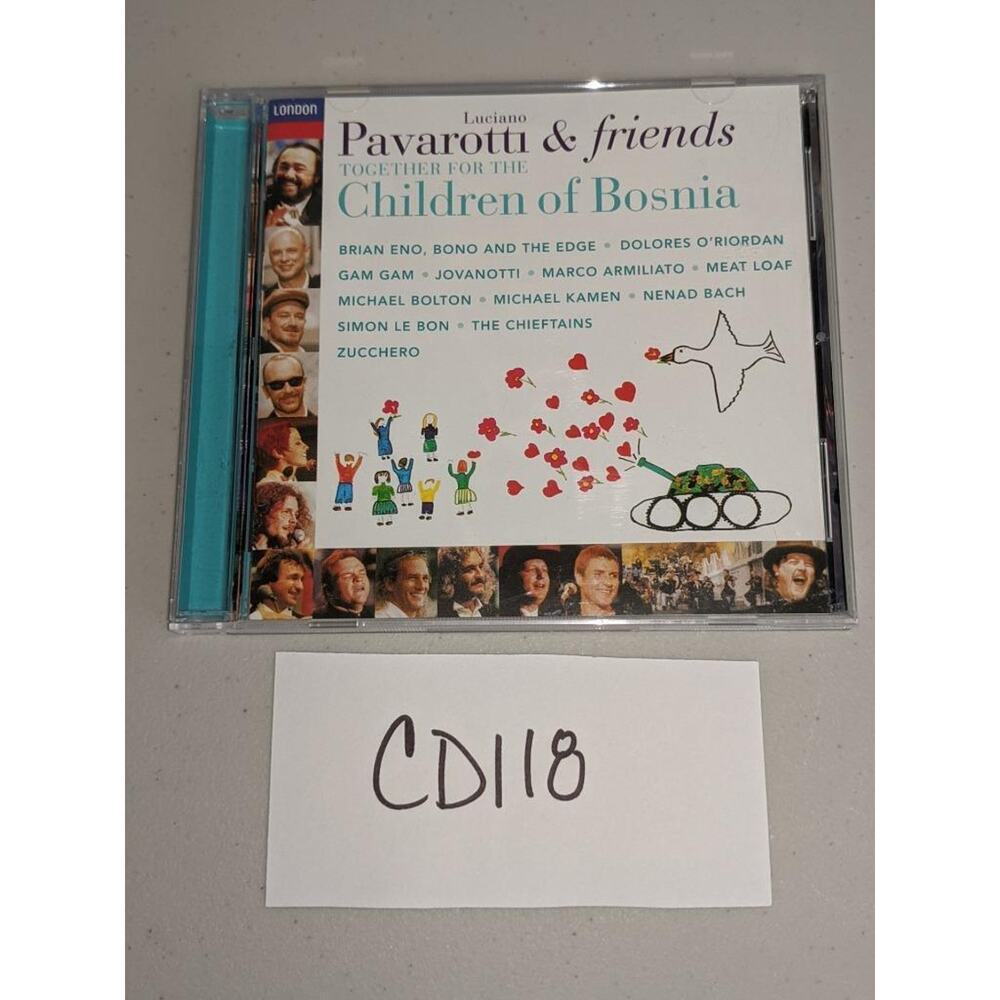 LONDON
Luciano
Pavarotti & friends
TOGETHER FOR THE
Children of Bosnia
BRIAN ENO, BONO AND THE EDGE • DOLORES O'RIORDAN
GAM GAM • JOVANOTTI • MARCO ARMILIATO • MEAT LOAF
MICHAEL BOLTON • MICHAEL KAMEN • NENAD BACH
SIMON LE BON • THE CHIEFTAINS
ZUCCHERO
CD118